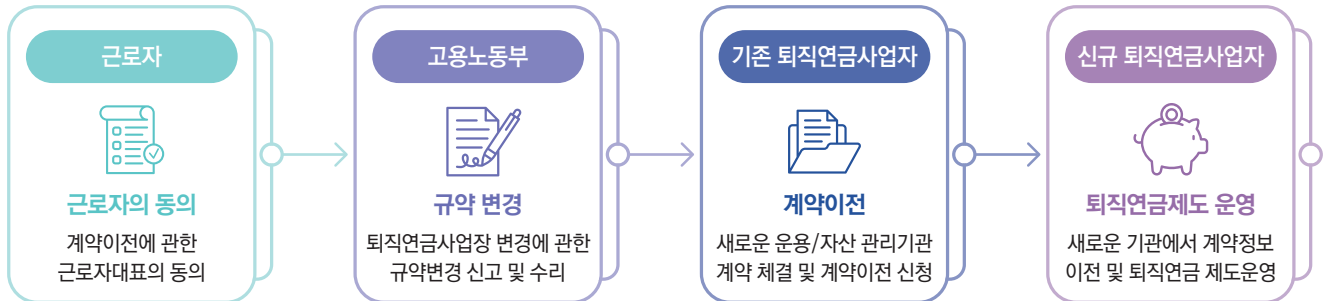 근로자
근로자의 동의
계약이전에 관한
근로자대표의 동의
고용노동부
규약 변경
퇴직연금사업장 변경에 관한
규약변경 신고 및 수리
기존 퇴직연금사업자
계약이전
새로운 운용/자산 관리기관
계약 체결 및 계약이전 신청
신규 퇴직연금사업자
퇴직연금제도 운영
새로운 기관에서 계약정보
이전 및 퇴직연금 제도운영